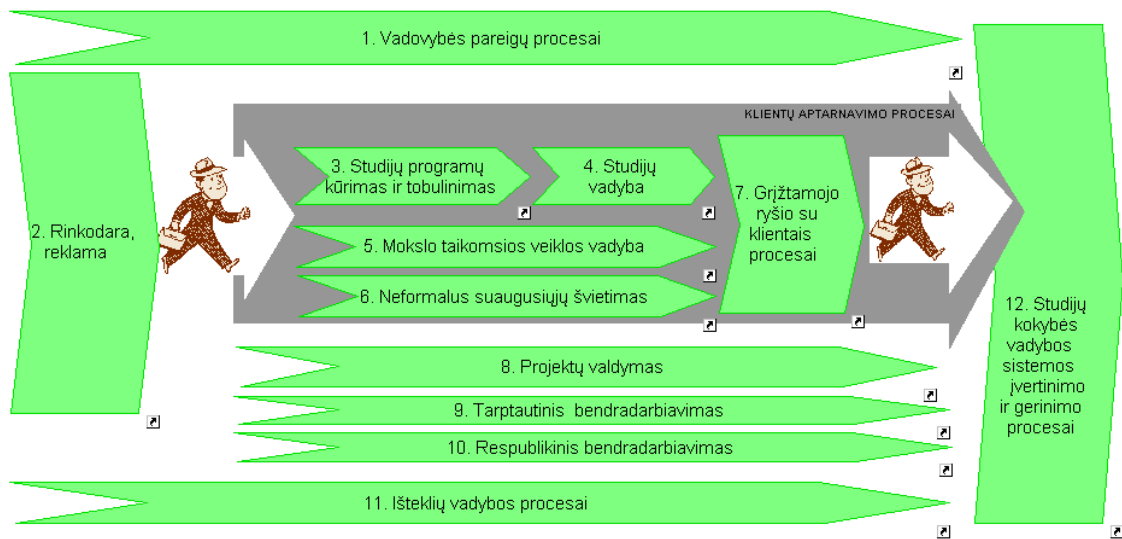 1. Vadovybės pareigų procesai
KLIENTŲ APTARNAVIMO PROCESAI
2. Rinkodara,
reklama
3. Studijų programų
kūrimas ir tobulinimas
4. Studijų
vadyba
5. Mokslo taikomsios veiklos vadyba
6. Neformalus suaugusiųjų švietimas
7. Grįžtamojo
ryšio su
klientais
procesai
8. Projektų valdymas
9. Tarptautinis bendradarbiavimas
10. Respublikinis bendradarbiavimas
11. Išteklių vadybos procesai
12. Studijų
kokybės
vadybos
sistemos
įvertinimo
ir gerinimo
procesai